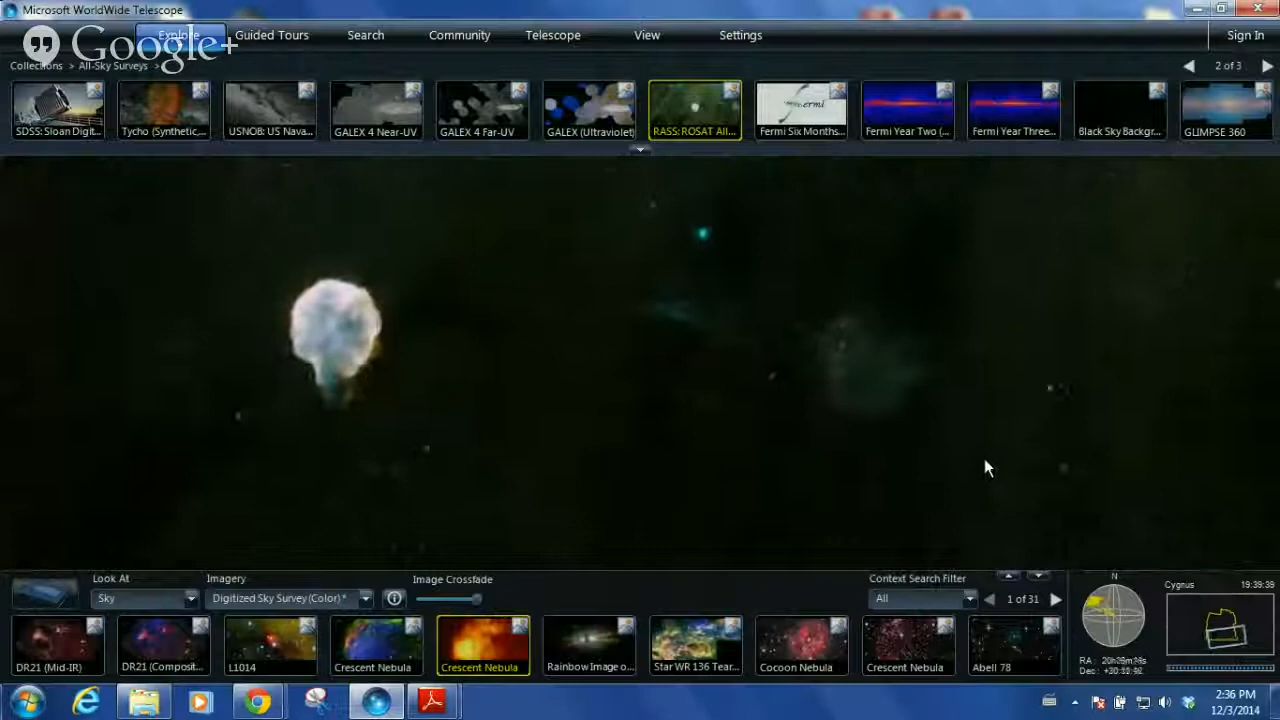 Microsoft WorldWide Telescope
Google+
Explore
Guided Tours
Search
Community
Telescope
View
Settings
Sign In
Collections > All-Sky Surveys >
2 of 3
SDSS: Sloan Digit...
Tycho (Synthetic,...
USNOB: US Nava...
GALEX 4 Near-UV
GALEX 4 Far-UV
GALEX (Ultraviolet)
RASS: ROSAT All...
Fermi Six Months...
Fermi Year Two (...
Fermi Year Three...
Black Sky Backgr...
GLIMPSE 360
Fermi
Look At
Imagery
Image Crossfade
Context Search Filter
Sky
Digitized Sky Survey (Color) *
All
1 of 31
N
Cygnus
19:39:39
DR21 (Mid-IR)
DR21 (Composit...
L1014
Crescent Nebula
Crescent Nebula
Rainbow Image o...
Star WR 136 Tear...
Cocoon Nebula
Crescent Nebula
Abell 78
RA :
Dec :
2:36 PM
12/3/2014